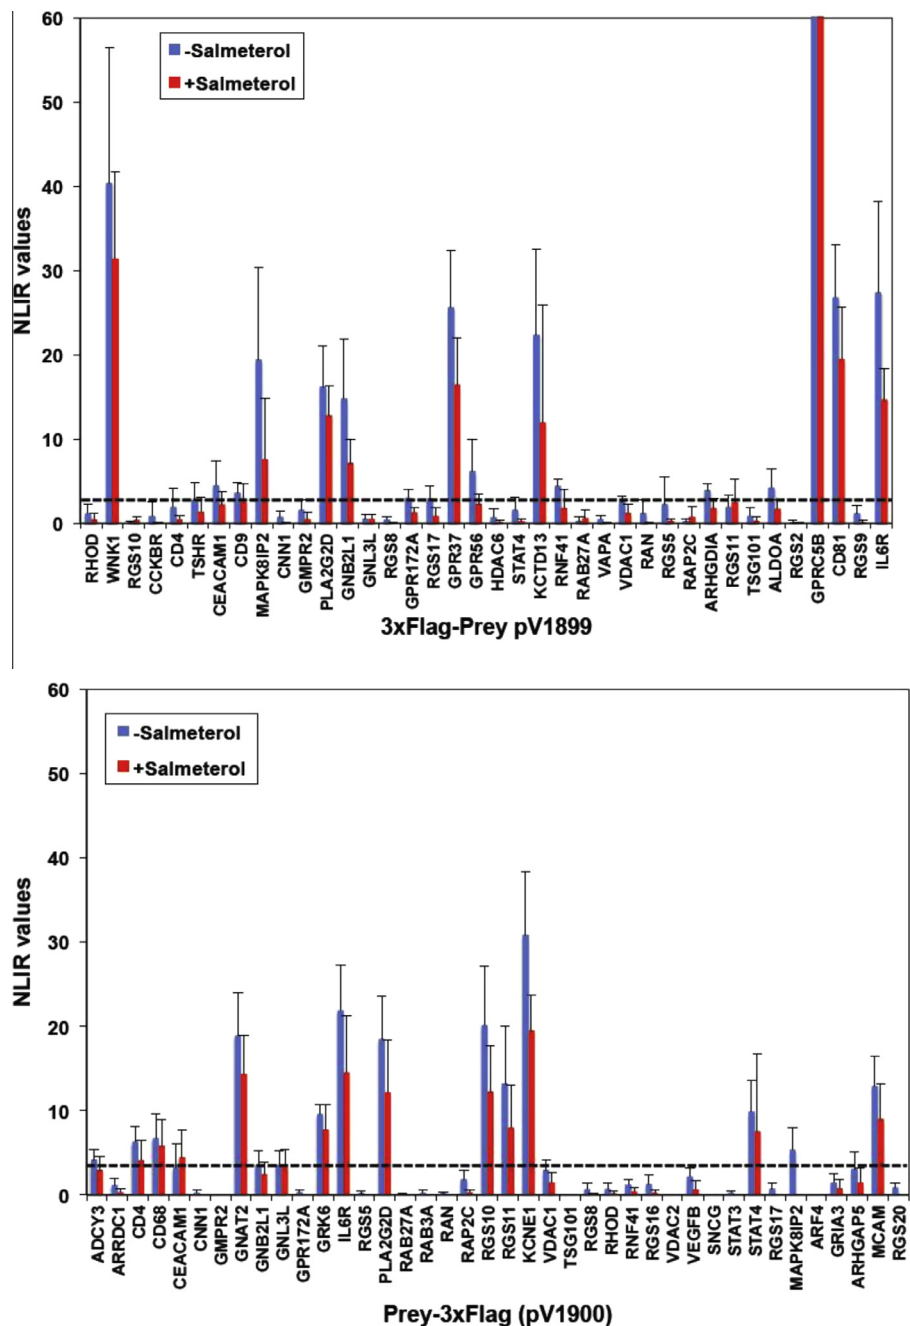 60
50
40
30
20
10
0
NLIR values
-Salmeterol
+Salmeterol
RHOD
WNK1
RGS10
CCKBR
CD4
TSHR
CEACAM1
CD9
MAPK8IP2
CNN1
GMPR2
PLA2G2D
GNB2L1
GNL3L
RGS8
GPR172A
RGS17
GPR37
GPR56
HDAC6
STAT4
KCTD13
RNF41
RAB27A
VAPA
VDAC1
RAN
RGS5
RAP2C
ARHGDIA
RGS11
TSG101
ALDOA
RGS2
GPRC5B
CD81
RGS9
IL6R
3xFlag-Prey pV1899
60
50
40
30
20
10
0
NLIR values
-Salmeterol
+Salmeterol
ADCY3
ARRDC1
CD4
CD68
CEACAM1
CNN1
GMPR2
GNAT2
GNB2L1
GNL3L
GPR172A
GRK6
IL6R
RGS5
PLA2G2D
RAB27A
RAB3A
RAN
RAP2C
RGS10
RGS11
KCNE1
VDAC1
TSG101
RGS8
RHOD
RNF41
RGS16
VDAC2
VEGFB
SNCG
STAT3
STAT4
RGS17
MAPK8IP2
ARF4
GRIA3
ARHGAP5
MCAM
RGS20
Prey-3xFlag (pV1900)